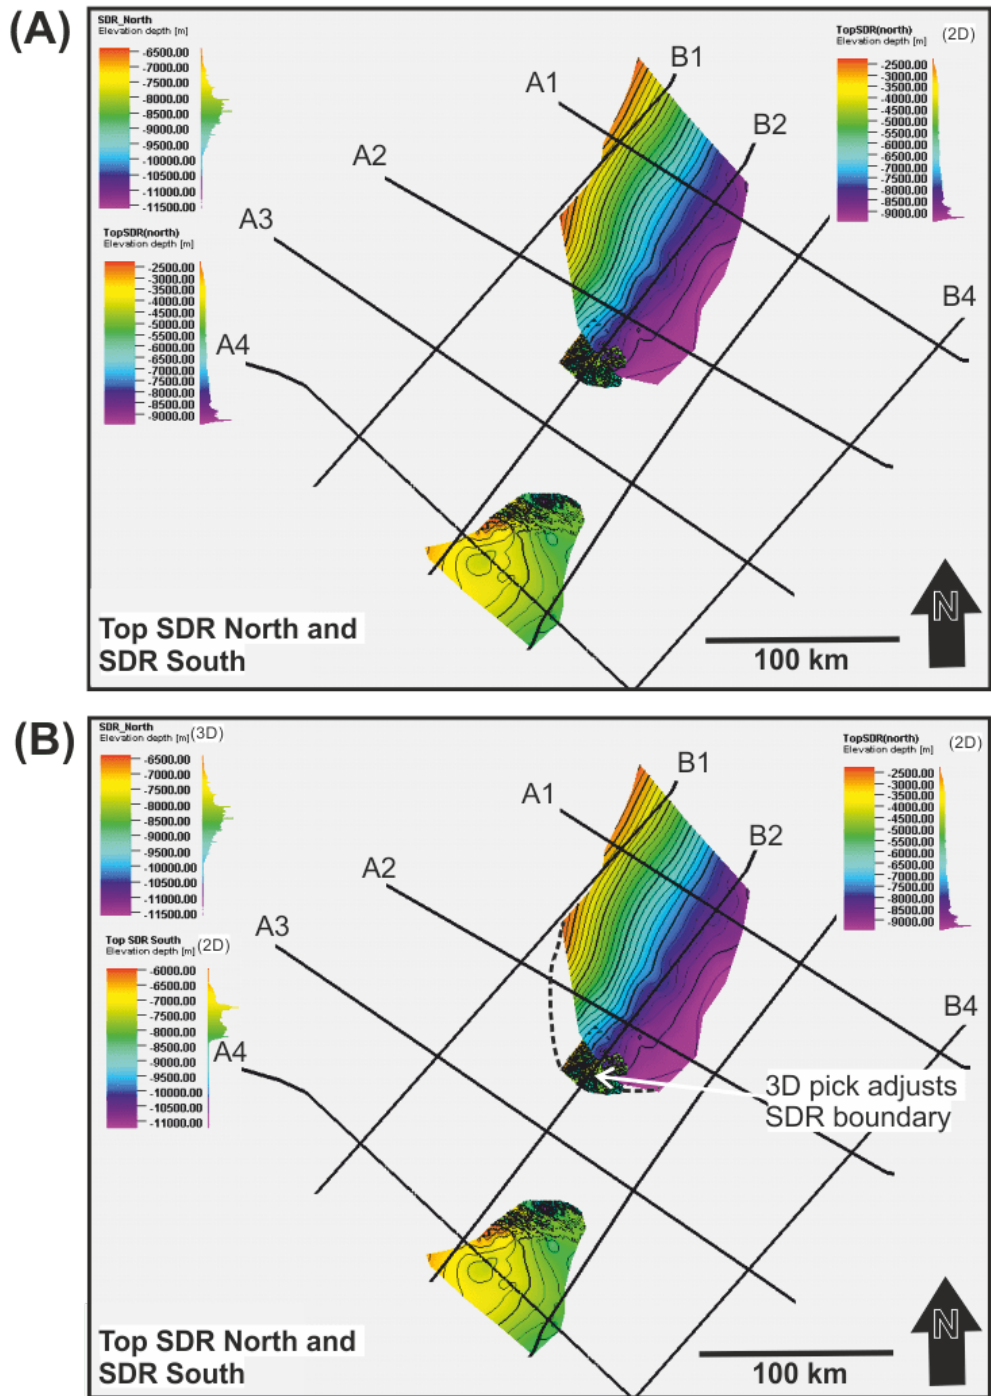 (A)
SDR_North
Elevation depth [m]
-6500.00
-7000.00
-7500.00
-8000.00
-8500.00
-9000.00
-9500.00
-10000.00
-10500.00
-11000.00
-11500.00
TopSDR(north)
Elevation depth [m]
-2500.00
-3000.00
-3500.00
-4000.00
-4500.00
-5000.00
-5500.00
-6000.00
-6500.00
-7000.00
-7500.00
-8000.00
-8500.00
-9000.00
TopSDR(north) (2D)
Elevation depth [m]
-2500.00
-3000.00
-3500.00
-4000.00
-4500.00
-5000.00
-5500.00
-6000.00
-6500.00
-7000.00
-7500.00
-8000.00
-8500.00
-9000.00
A1
B1
B2
A2
A3
A4
B4
N
100 km
Top SDR North and
SDR South
(B)
SDR_North (3D)
Elevation depth [m]
-6500.00
-7000.00
-7500.00
-8000.00
-8500.00
-9000.00
-9500.00
-10000.00
-10500.00
-11000.00
-11500.00
Top SDR South
Elevation depth [m] (2D)
-6000.00
-6500.00
-7000.00
-7500.00
-8000.00
-8500.00
-9000.00
-9500.00
-10000.00
-10500.00
-11000.00
TopSDR(north) (2D)
Elevation depth [m]
-2500.00
-3000.00
-3500.00
-4000.00
-4500.00
-5000.00
-5500.00
-6000.00
-6500.00
-7000.00
-7500.00
-8000.00
-8500.00
-9000.00
A1
B1
B2
A2
A3
A4
B4
3D pick adjusts
SDR boundary
N
100 km
Top SDR North and
SDR South